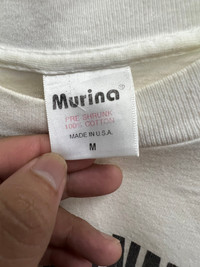 Murina®
PRE SHRUNK
100% COTTON
MADE IN U.S.A.
M